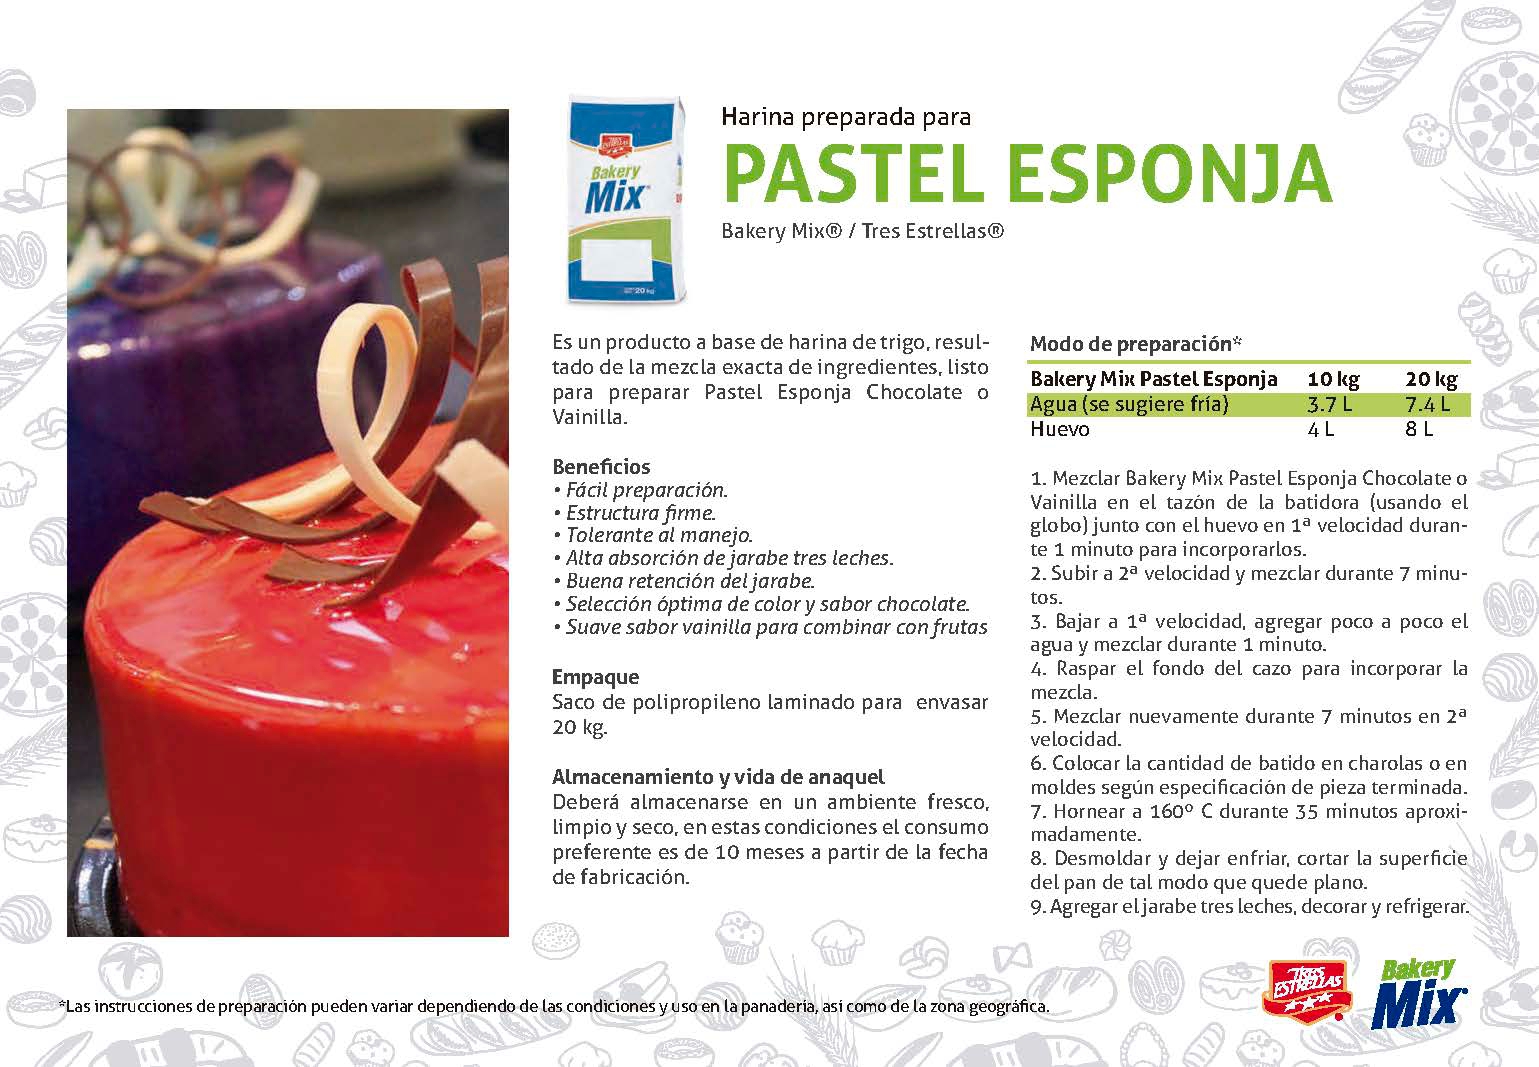 Harina preparada para
PASTEL ESPONJA
Bakery Mix® / Tres Estrellas®
TRES
ESTRELLAS
Bakery
Mix
20 kg
Es un producto a base de harina de trigo, resul-
tado de la mezcla exacta de ingredientes, listo
para preparar Pastel Esponja Chocolate o
Vainilla.
Beneficios
• Fácil preparación.
• Estructura firme.
• Tolerante al manejo.
• Alta absorción de jarabe tres leches.
• Buena retención del jarabe.
• Selección óptima de color y sabor chocolate.
• Suave sabor vainilla para combinar con frutas
Empaque
Saco de polipropileno laminado para envasar
20 kg.
Almacenamiento y vida de anaquel
Deberá almacenarse en un ambiente fresco,
limpio y seco, en estas condiciones el consumo
preferente es de 10 meses a partir de la fecha
de fabricación.
Modo de preparación*
Bakery Mix Pastel Esponja 10 kg 20 kg
Agua (se sugiere fría) 3.7 L 7.4 L
Huevo 4 L 8 L
1. Mezclar Bakery Mix Pastel Esponja Chocolate o
Vainilla en el tazón de la batidora (usando el
globo) junto con el huevo en 1ª velocidad duran-
te 1 minuto para incorporarlos.
2. Subir a 2ª velocidad y mezclar durante 7 minu-
tos.
3. Bajar a 1ª velocidad, agregar poco a poco el
agua y mezclar durante 1 minuto.
4. Raspar el fondo del cazo para incorporar la
mezcla.
5. Mezclar nuevamente durante 7 minutos en 2ª
velocidad.
6. Colocar la cantidad de batido en charolas o en
moldes según especificación de pieza terminada.
7. Hornear a 160º C durante 35 minutos aproxi-
madamente.
8. Desmoldar y dejar enfriar, cortar la superficie
del pan de tal modo que quede plano.
9. Agregar el jarabe tres leches, decorar y refrigerar.
*Las instrucciones de preparación pueden variar dependiendo de las condiciones y uso en la panadería, así como de la zona geográfica.
TRES
ESTRELLAS
Bakery
Mix